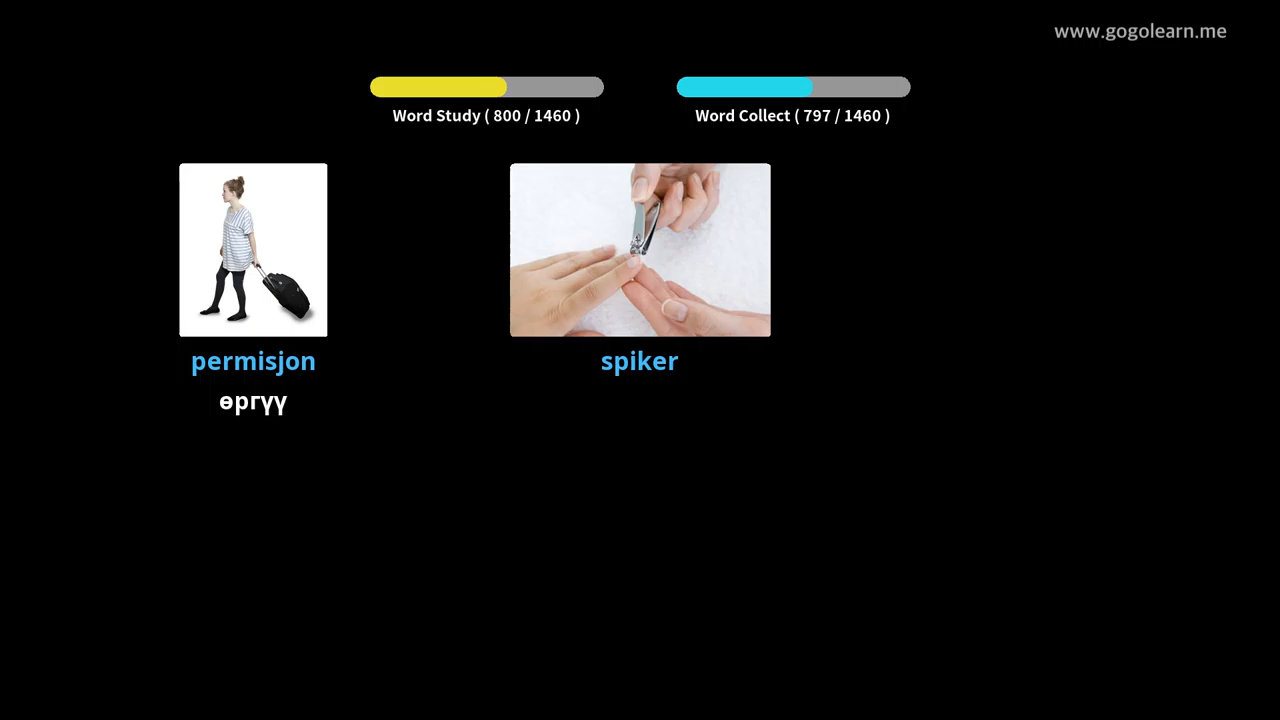 www.gogolearn.me
Word Study ( 800 / 1460 )
Word Collect ( 797 / 1460 )
permisjon
spiker
өргүү